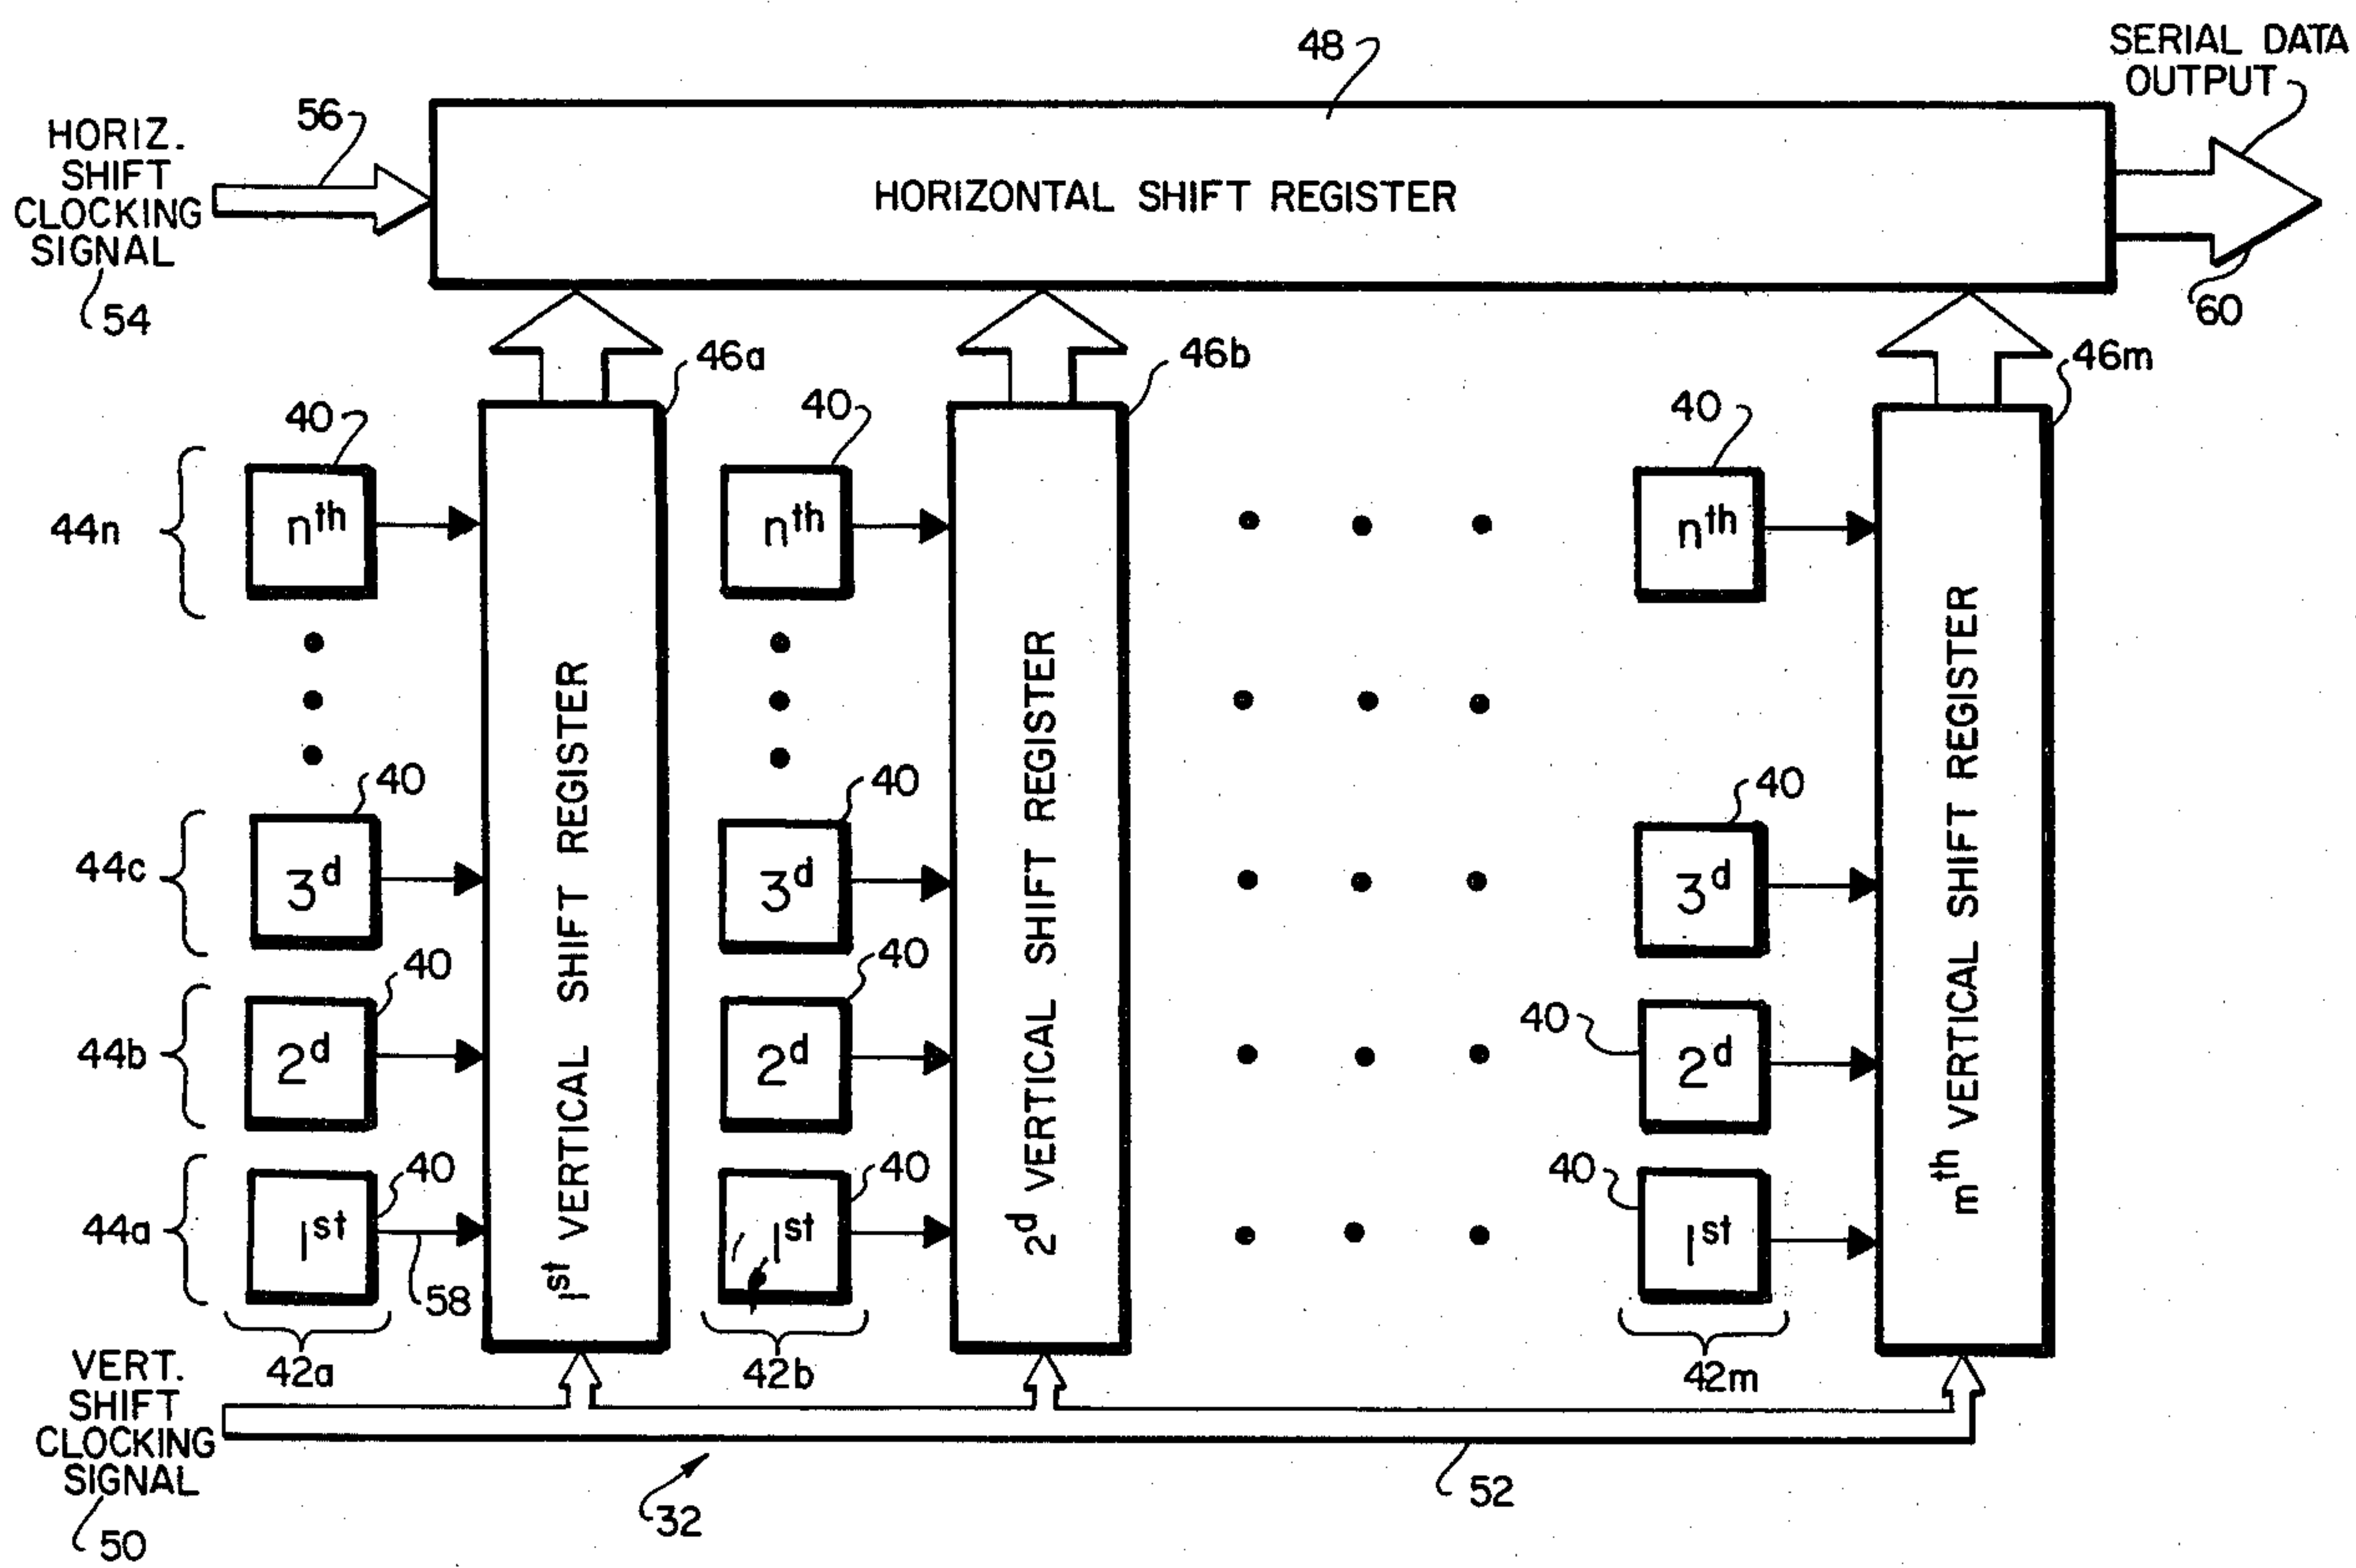 SERIAL DATA
OUTPUT
48
56
HORIZ.
SHIFT
CLOCKING
SIGNAL
54
HORIZONTAL SHIFT REGISTER
60
46a
46b
46m
40
40
40
44n
nth
nth
nth
40
40
40
44c
3d
3d
3d
40
40
40
44b
2d
2d
2d
40
40
40
44a
1st
1st
1st
58
1st VERTICAL SHIFT REGISTER
2d VERTICAL SHIFT REGISTER
mth VERTICAL SHIFT REGISTER
42a
42b
42m
VERT.
SHIFT
CLOCKING
SIGNAL
50
32
52